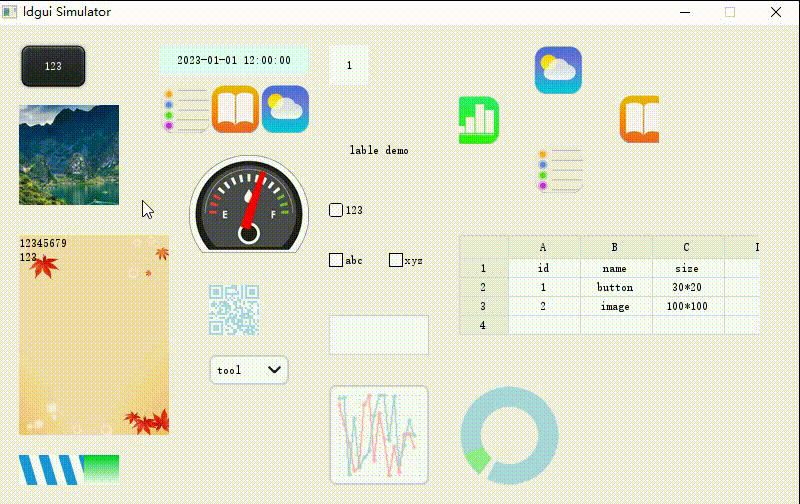 ldgui Simulator
123
2023-01-01 12:00:00
1
lable demo
123
abc
xyz
E
F
12345679
123
tool
A B C
1 id name size
2 1 button 30*20
3 2 image 100*100
4